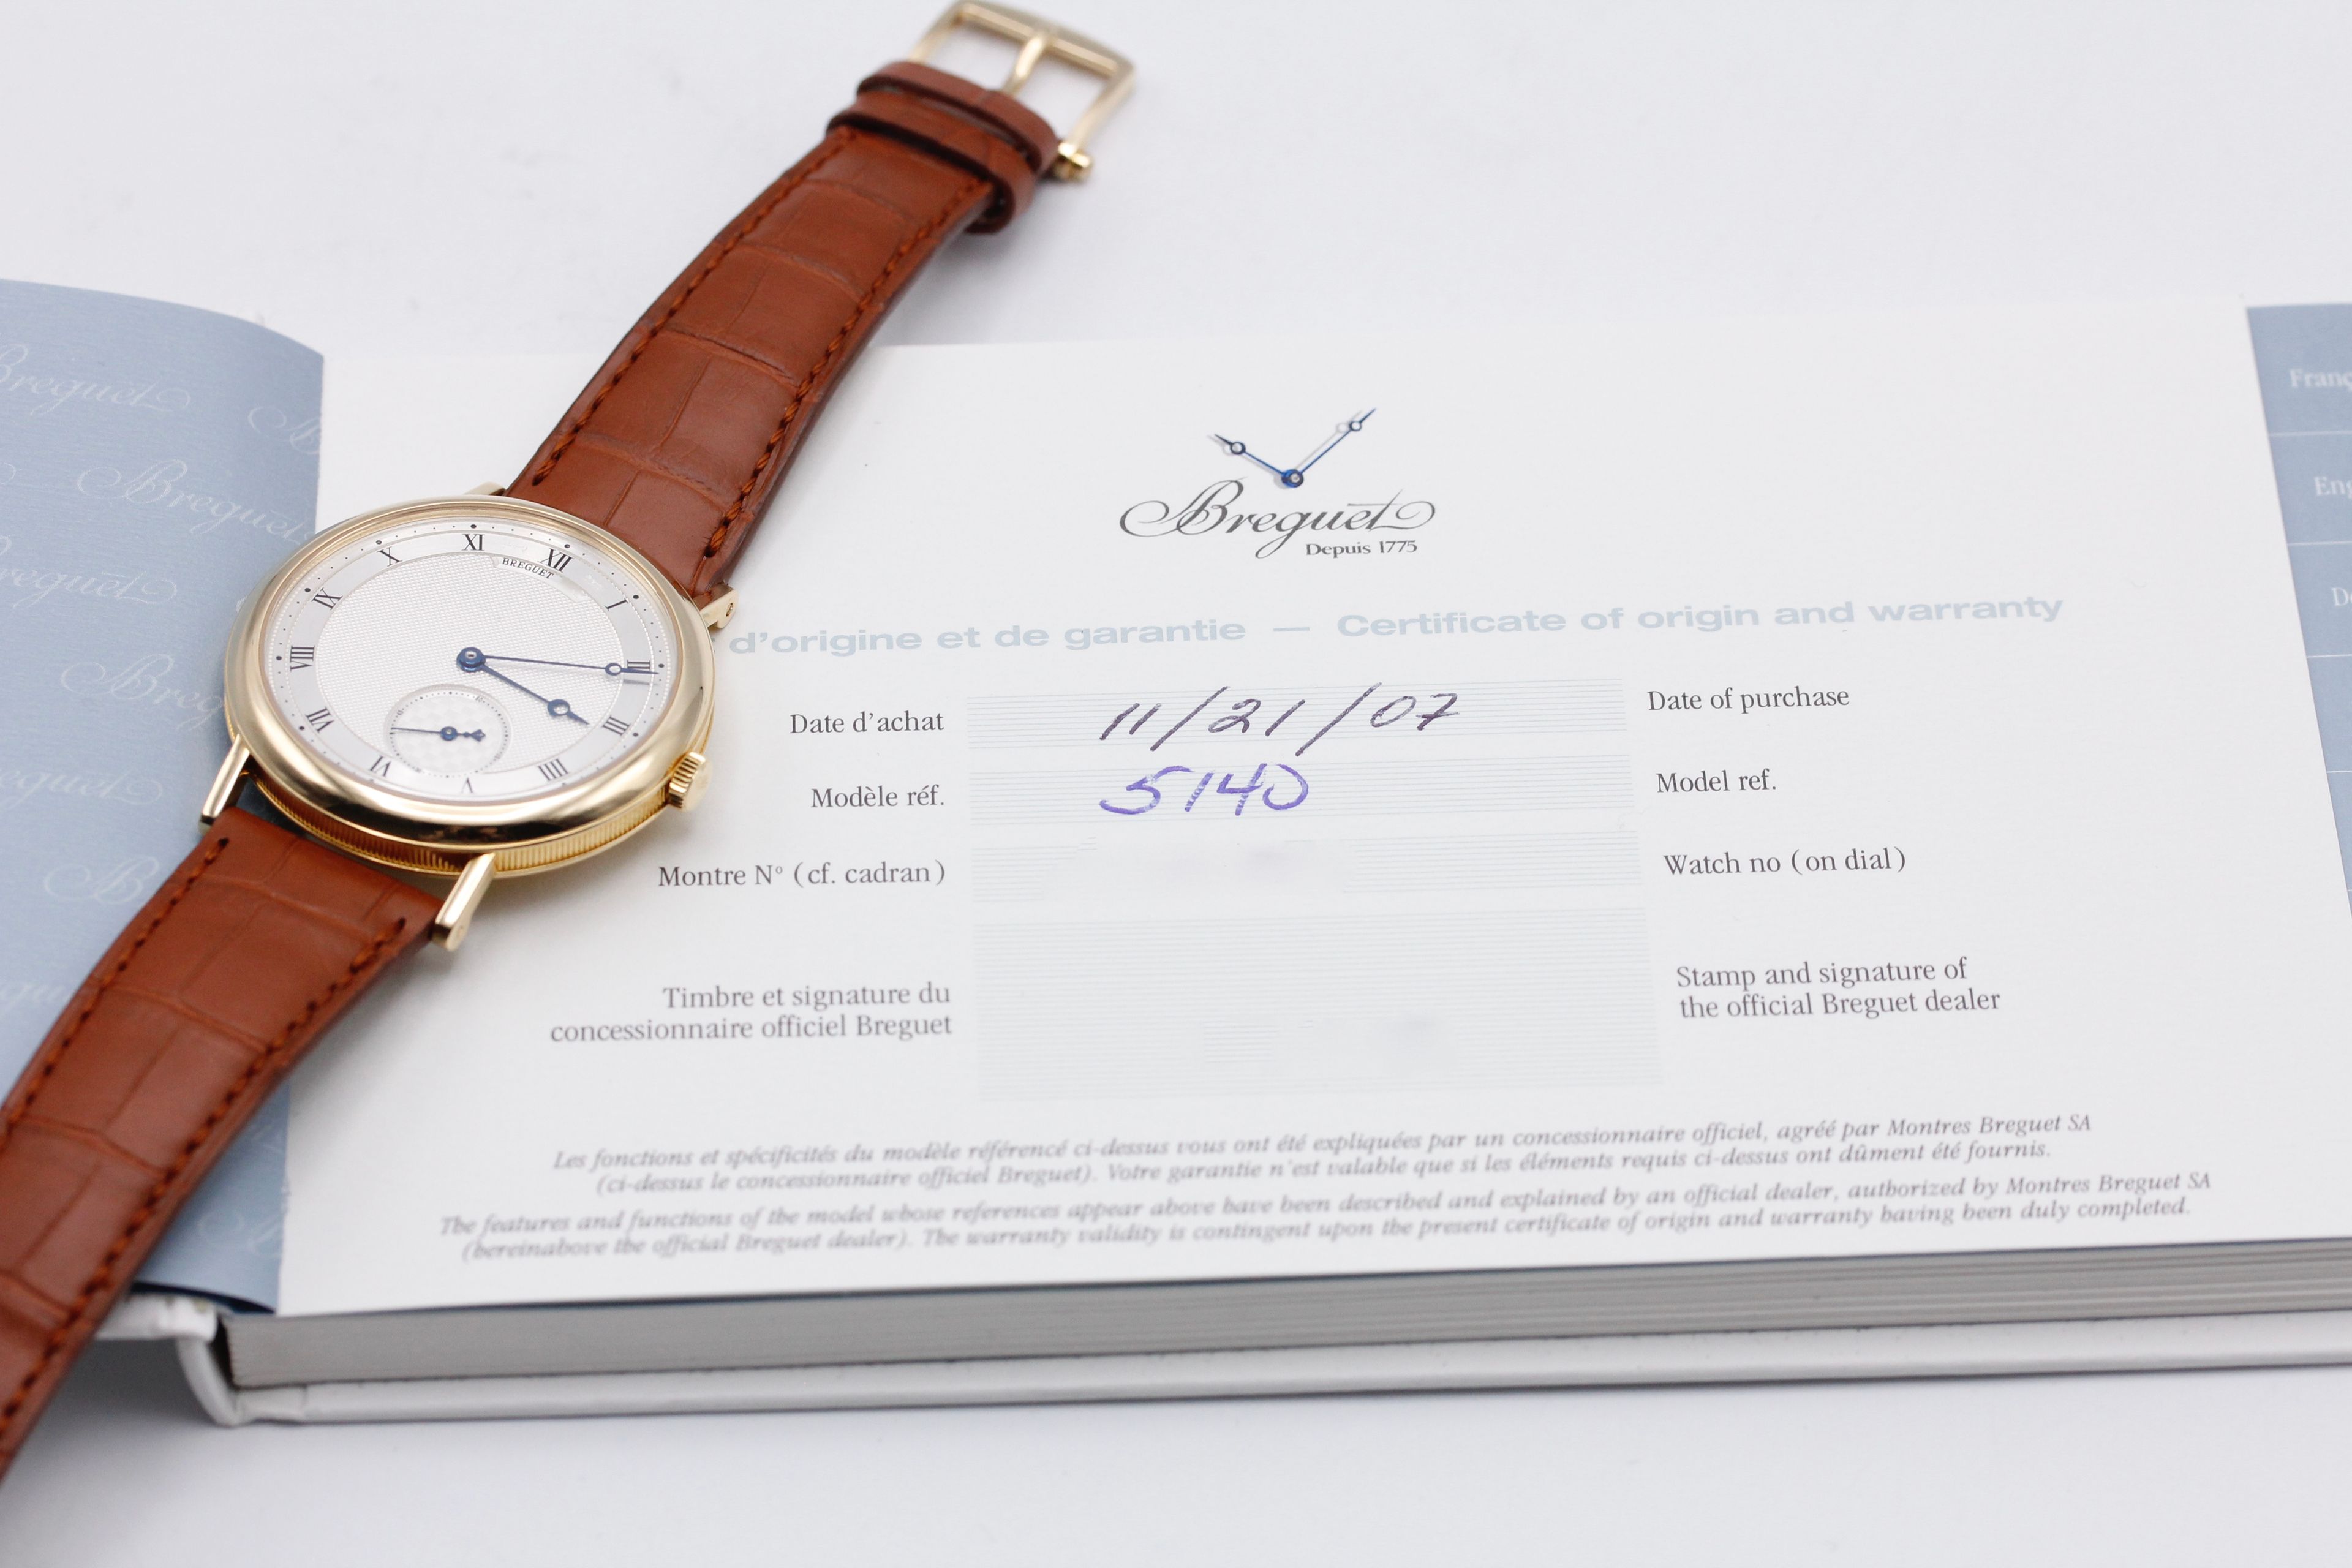 Breguet
Depuis 1775
d'origine et de garantie — Certificate of origin and warranty
Date d'achat 11/21/07 Date of purchase
Modèle réf. 5140 Model ref.
Montre N° (cf. cadran) Watch no (on dial)
Timbre et signature du
concessionnaire officiel Breguet
Stamp and signature of
the official Breguet dealer
Les fonctions et spécificités du modèle référencé ci-dessus vous ont été expliquées par un concessionnaire officiel, agréé par Montres Breguet SA
(ci-dessus le concessionnaire officiel Breguet). Votre garantie n'est valable que si les éléments requis ci-dessus ont dûment été fournis.
The features and functions of the model whose references appear above have been described and explained by an official dealer, authorized by Montres Breguet SA
(hereinabove the official Breguet dealer). The warranty validity is contingent upon the present certificate of origin and warranty having been duly completed.
BREGUET
XII
I
III
IIII
V
VI
VII
VIII
IX
X
XI
Breguet
Breguet
Breguet